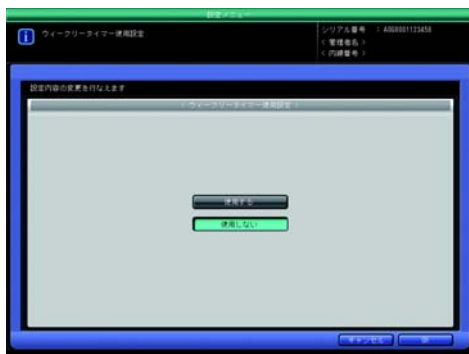 設定メニュー
ウィークリータイマー使用設定
シリアル番号 : A0G9001123458
< 管理者名 >
< 内線番号 >
設定内容の変更を行なえます
< ウィークリータイマー使用設定 >
使用する
使用しない
キャンセル OK